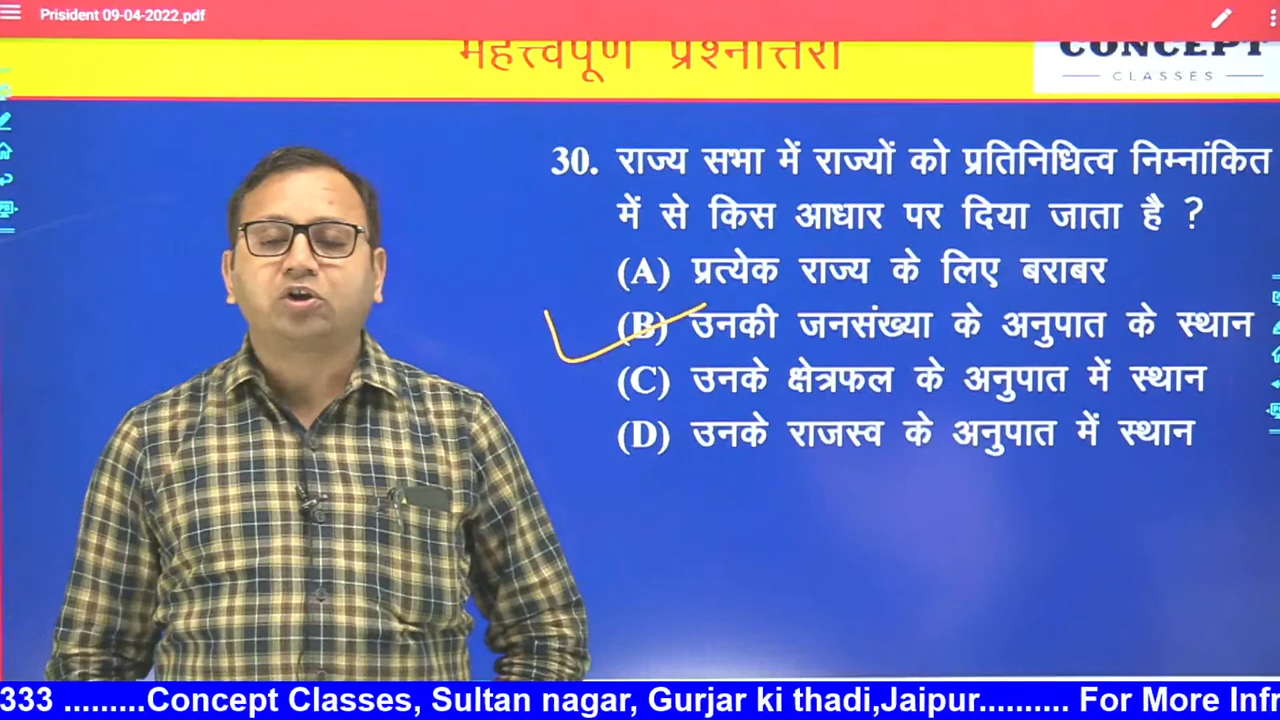 Prisident 09-04-2022.pdf
महत्त्वपूर्ण प्रश्नोत्तरी
CONCEPT
CLASSES
30. राज्य सभा में राज्यों को प्रतिनिधित्व निम्नांकित
में से किस आधार पर दिया जाता है ?
(A) प्रत्येक राज्य के लिए बराबर
(B) उनकी जनसंख्या के अनुपात के स्थान
(C) उनके क्षेत्रफल के अनुपात में स्थान
(D) उनके राजस्व के अनुपात में स्थान
333 .........Concept Classes, Sultan nagar, Gurjar ki thadi,Jaipur.......... For More Infr